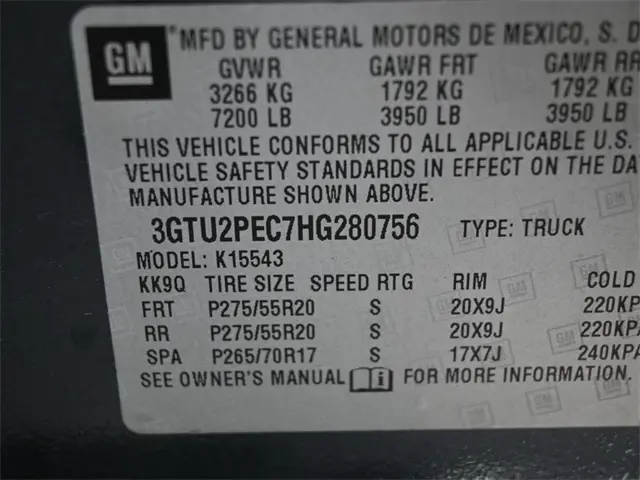 GM *MFD BY GENERAL MOTORS DE MEXICO, S. D
GVWR GAWR FRT GAWR RR
3266 KG 1792 KG 1792 KG
7200 LB 3950 LB 3950 LB
THIS VEHICLE CONFORMS TO ALL APPLICABLE U.S.
VEHICLE SAFETY STANDARDS IN EFFECT ON THE DA
MANUFACTURE SHOWN ABOVE.
3GTU2PEC7HG280756 TYPE: TRUCK
MODEL: K15543
KK9Q TIRE SIZE SPEED RTG RIM COLD
FRT P275/55R20 S 20X9J 220KP
RR P275/55R20 S 20X9J 220KPA
SPA P265/70R17 S 17X7J 240KPA
SEE OWNER'S MANUAL FOR MORE INFORMATION.